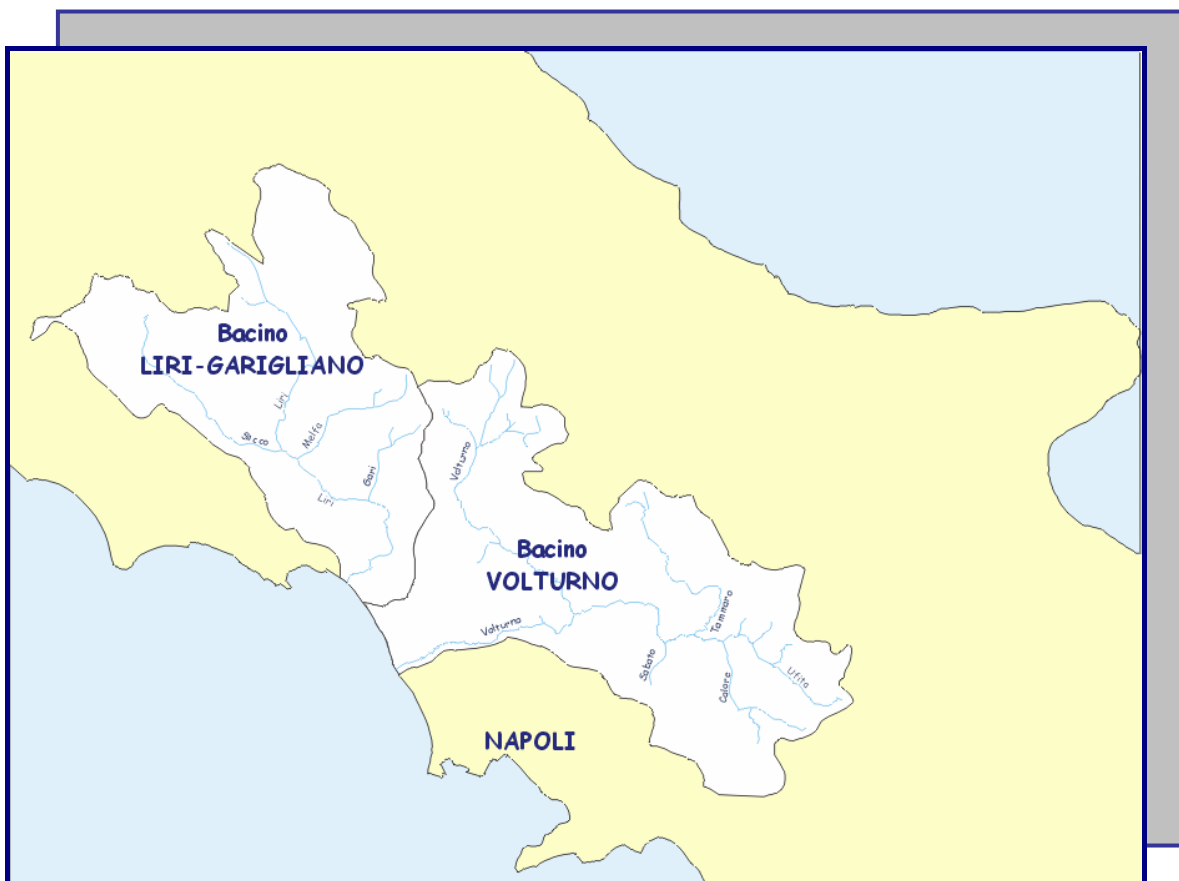 Bacino
LIRI-GARIGLIANO
Liri
Sacco
Melfa
Gari
Liri
Volturno
Bacino
VOLTURNO
Volturno
Tammaro
Sabato
Calore
Ufita
NAPOLI